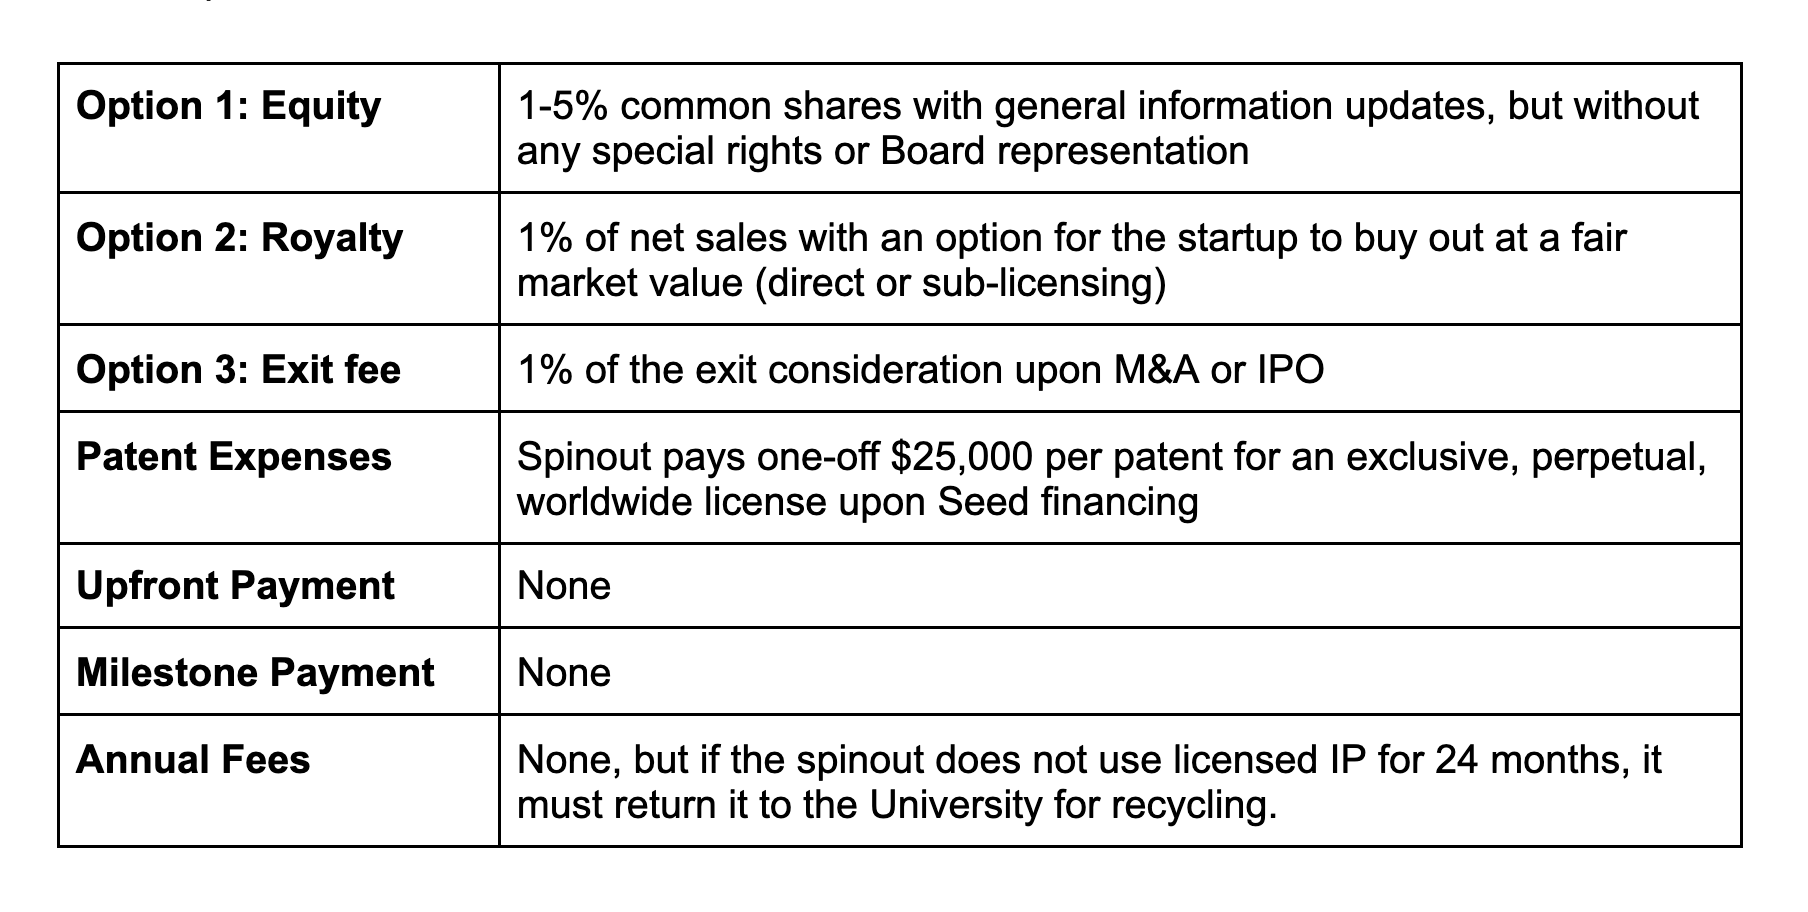 Option 1: Equity
1-5% common shares with general information updates, but without
any special rights or Board representation
Option 2: Royalty
1% of net sales with an option for the startup to buy out at a fair
market value (direct or sub-licensing)
Option 3: Exit fee
1% of the exit consideration upon M&A or IPO
Patent Expenses
Spinout pays one-off $25,000 per patent for an exclusive, perpetual,
worldwide license upon Seed financing
Upfront Payment
None
Milestone Payment
None
Annual Fees
None, but if the spinout does not use licensed IP for 24 months, it
must return it to the University for recycling.